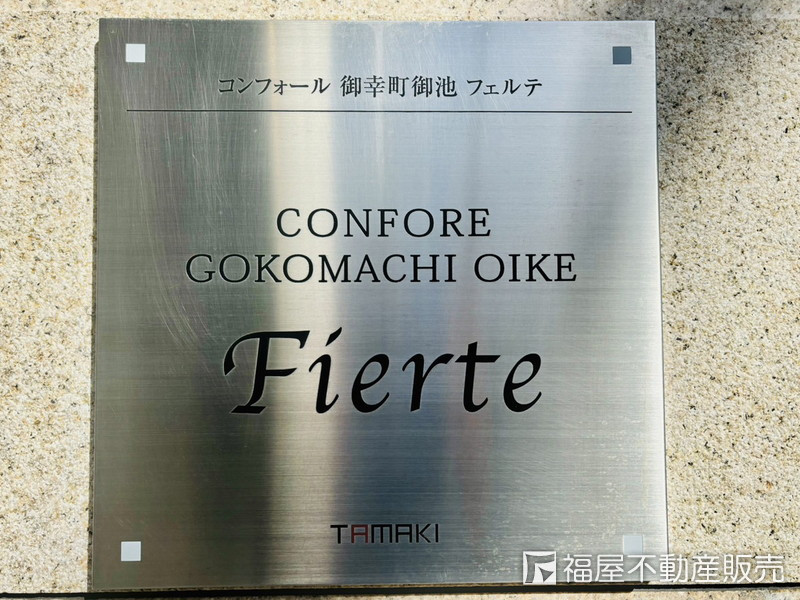 コンフォール 御幸町御池 フェルテ
CONFORE
GOKOMACHI OIKE
Fierte
TAMAKI
福屋不動産販売